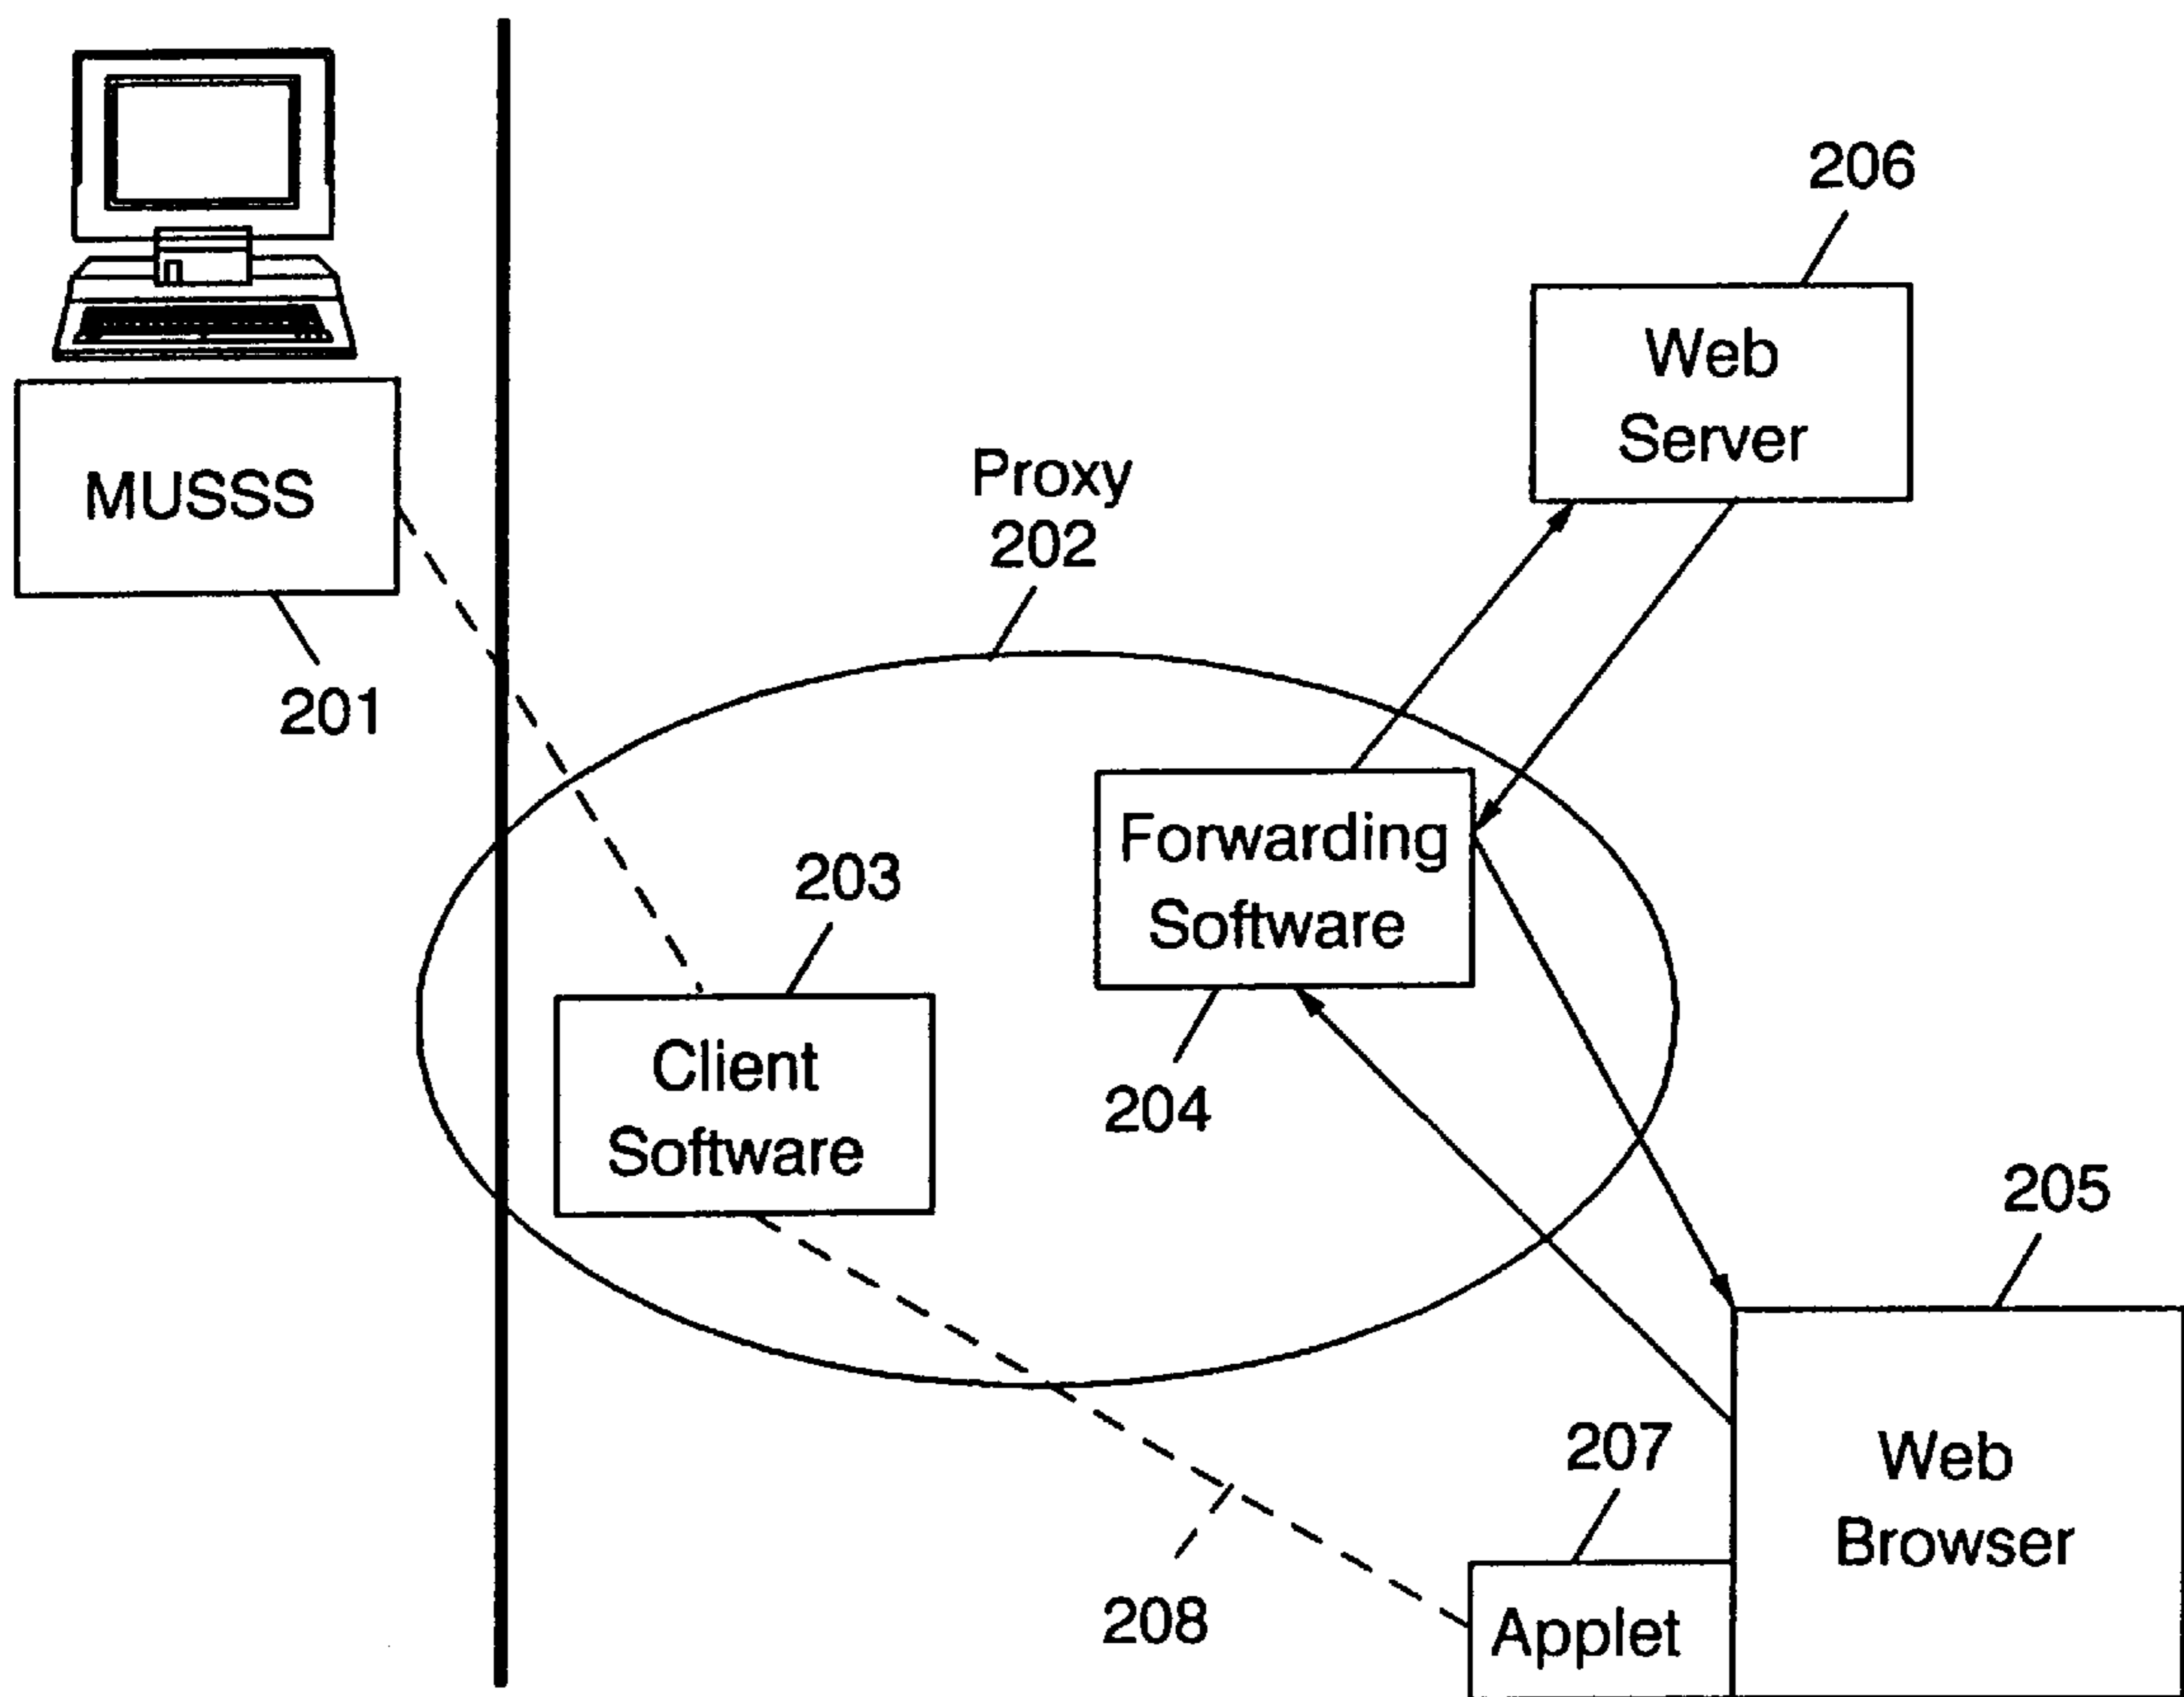 206
Web
Server
MUSSS
Proxy
202
201
Forwarding
Software
203
Client
Software
204
205
207
Web
Browser
208
Applet